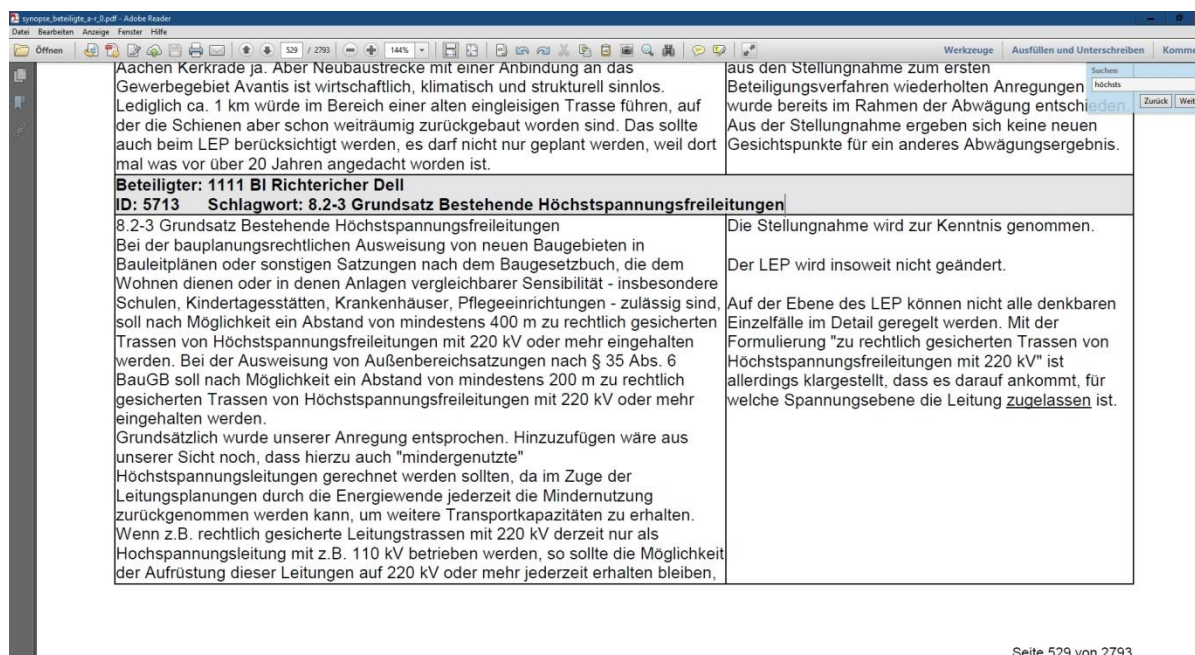 synopse_beteiligte_a-r_0.pdf - Adobe Reader
Datei Bearbeiten Anzeige Fenster Hilfe
Öffnen 529 / 2793 144% Werkzeuge Ausfüllen und Unterschreiben
Suchen
höchsts
Zurück
Aachen Kerkrade ja. Aber Neubaustrecke mit einer Anbindung an das
Gewerbegebiet Avantis ist wirtschaftlich, klimatisch und strukturell sinnlos.
Lediglich ca. 1 km würde im Bereich einer alten eingleisigen Trasse führen, auf
der die Schienen aber schon weiträumig zurückgebaut worden sind. Das sollte
auch beim LEP berücksichtigt werden, es darf nicht nur geplant werden, weil dort
mal was vor über 20 Jahren angedacht worden ist.
aus den Stellungnahme zum ersten
Beteiligungsverfahren wiederholten Anregungen
wurde bereits im Rahmen der Abwägung entschieden.
Aus der Stellungnahme ergeben sich keine neuen
Gesichtspunkte für ein anderes Abwägungsergebnis.
Beteiligter: 1111 BI Richtericher Dell
ID: 5713 Schlagwort: 8.2-3 Grundsatz Bestehende Höchstspannungsfreileitungen
8.2-3 Grundsatz Bestehende Höchstspannungsfreileitungen
Bei der bauplanungsrechtlichen Ausweisung von neuen Baugebieten in
Bauleitplänen oder sonstigen Satzungen nach dem Baugesetzbuch, die dem
Wohnen dienen oder in denen Anlagen vergleichbarer Sensibilität - insbesondere
Schulen, Kindertagesstätten, Krankenhäuser, Pflegeeinrichtungen - zulässig sind,
soll nach Möglichkeit ein Abstand von mindestens 400 m zu rechtlich gesicherten
Trassen von Höchstspannungsfreileitungen mit 220 kV oder mehr eingehalten
werden. Bei der Ausweisung von Außenbereichsatzungen nach § 35 Abs. 6
BauGB soll nach Möglichkeit ein Abstand von mindestens 200 m zu rechtlich
gesicherten Trassen von Höchstspannungsfreileitungen mit 220 kV oder mehr
eingehalten werden.
Grundsätzlich wurde unserer Anregung entsprochen. Hinzuzufügen wäre aus
unserer Sicht noch, dass hierzu auch "mindergenutzte"
Höchstspannungsleitungen gerechnet werden sollten, da im Zuge der
Leitungsplanungen durch die Energiewende jederzeit die Mindernutzung
zurückgenommen werden kann, um weitere Transportkapazitäten zu erhalten.
Wenn z.B. rechtlich gesicherte Leitungstrassen mit 220 kV derzeit nur als
Hochspannungsleitung mit z.B. 110 kV betrieben werden, so sollte die Möglichkeit
der Aufrüstung dieser Leitungen auf 220 kV oder mehr jederzeit erhalten bleiben,
Die Stellungnahme wird zur Kenntnis genommen.
Der LEP wird insoweit nicht geändert.
Auf der Ebene des LEP können nicht alle denkbaren
Einzelfälle im Detail geregelt werden. Mit der
Formulierung "zu rechtlich gesicherten Trassen von
Höchstspannungsfreileitungen mit 220 kV" ist
allerdings klargestellt, dass es darauf ankommt, für
welche Spannungsebene die Leitung zugelassen ist.
Seite 529 von 2793